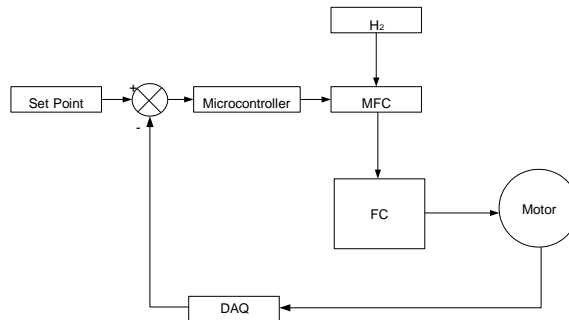 H₂
+
Set Point
Microcontroller
MFC
-
FC
Motor
DAQ